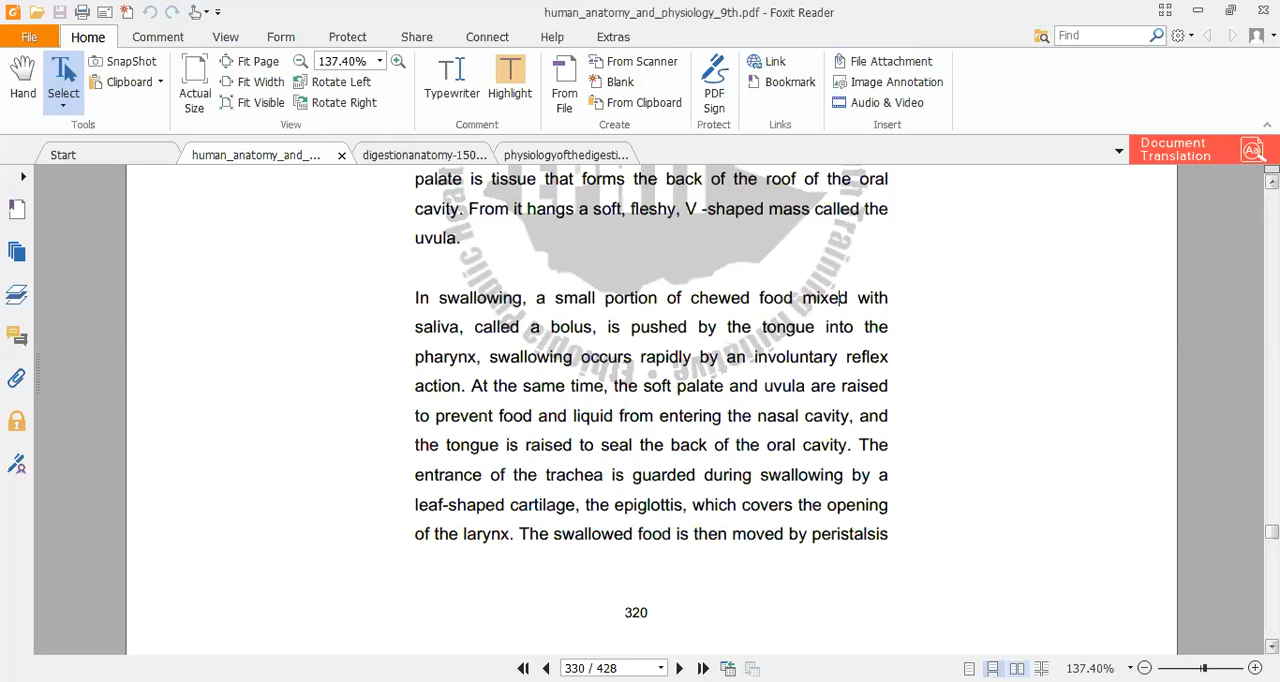 human_anatomy_and_physiology_9th.pdf - Foxit Reader
File Home Comment View Form Protect Share Connect Help Extras
Find
Hand
Select
SnapShot
Clipboard
Tools
Actual Size
Fit Page
Fit Width
Fit Visible
137.40%
Rotate Left
Rotate Right
View
Typewriter
Highlight
Comment
From File
From Scanner
Blank
From Clipboard
Create
PDF Sign
Protect
Link
Bookmark
Links
File Attachment
Image Annotation
Audio & Video
Insert
Start
human_anatomy_and_...
digestionanatomy-150...
physiologyofthedigesti...
Document Translation
palate is tissue that forms the back of the roof of the oral
cavity. From it hangs a soft, fleshy, V -shaped mass called the
uvula.
In swallowing, a small portion of chewed food mixed with
saliva, called a bolus, is pushed by the tongue into the
pharynx, swallowing occurs rapidly by an involuntary reflex
action. At the same time, the soft palate and uvula are raised
to prevent food and liquid from entering the nasal cavity, and
the tongue is raised to seal the back of the oral cavity. The
entrance of the trachea is guarded during swallowing by a
leaf-shaped cartilage, the epiglottis, which covers the opening
of the larynx. The swallowed food is then moved by peristalsis
320
330 / 428
137.40%